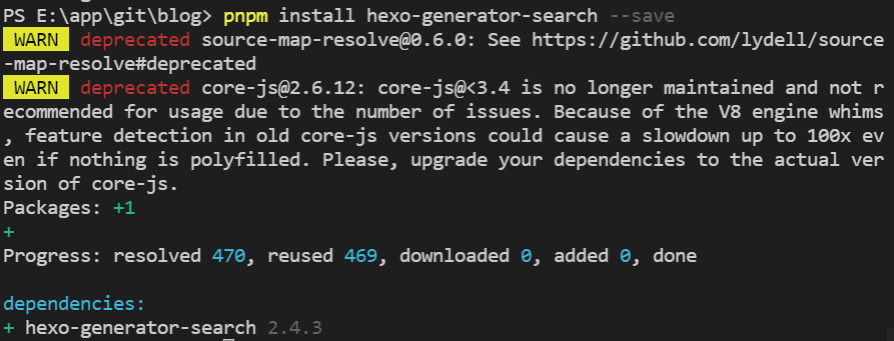 PS E:\app\git\blog> pnpm install hexo-generator-search --save
WARN deprecated source-map-resolve@0.6.0: See https://github.com/lydell/source
-map-resolve#deprecated
WARN deprecated core-js@2.6.12: core-js@<3.4 is no longer maintained and not r
ecommended for usage due to the number of issues. Because of the V8 engine whims
, feature detection in old core-js versions could cause a slowdown up to 100x ev
en if nothing is polyfilled. Please, upgrade your dependencies to the actual ver
sion of core-js.
Packages: +1
+
Progress: resolved 470, reused 469, downloaded 0, added 0, done
dependencies:
+ hexo-generator-search 2.4.3